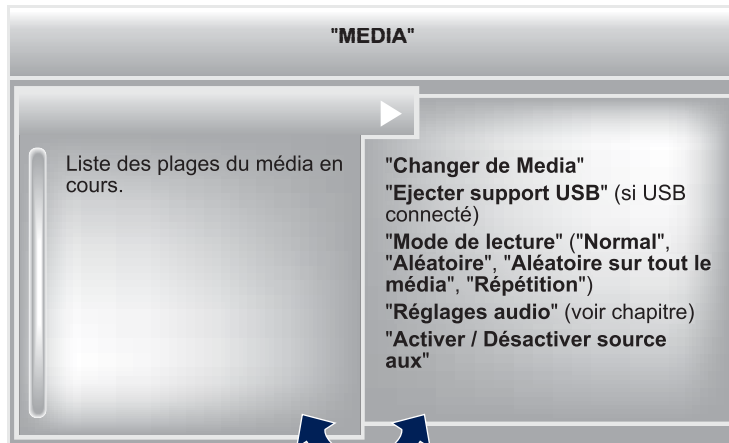 "MEDIA"
Liste des plages du média en
cours.
"Changer de Media"
"Ejecter support USB" (si USB
connecté)
"Mode de lecture" ("Normal",
"Aléatoire", "Aléatoire sur tout le
média", "Répétition")
"Réglages audio" (voir chapitre)
"Activer / Désactiver source
aux"